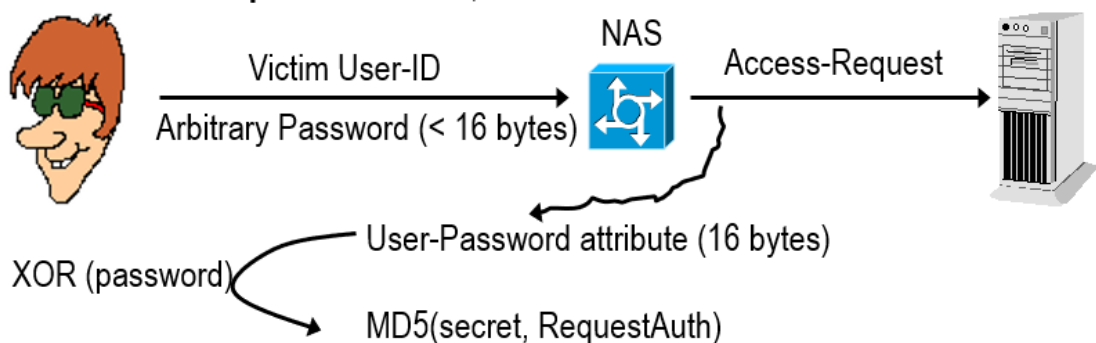 NAS
Victim User-ID
Access-Request
Arbitrary Password (< 16 bytes)
User-Password attribute (16 bytes)
XOR (password)
MD5(secret, RequestAuth)